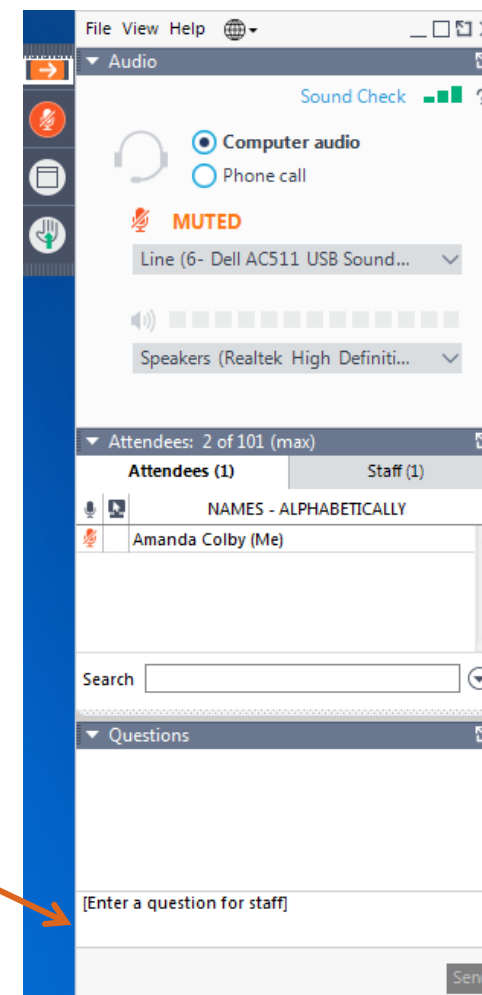 File View Help
Audio
Sound Check ?
Computer audio
Phone call
MUTED
Line (6- Dell AC511 USB Sound...
Speakers (Realtek High Definiti...
Attendees: 2 of 101 (max)
Attendees (1) Staff (1)
NAMES - ALPHABETICALLY
Amanda Colby (Me)
Search
Questions
[Enter a question for staff]
Sen